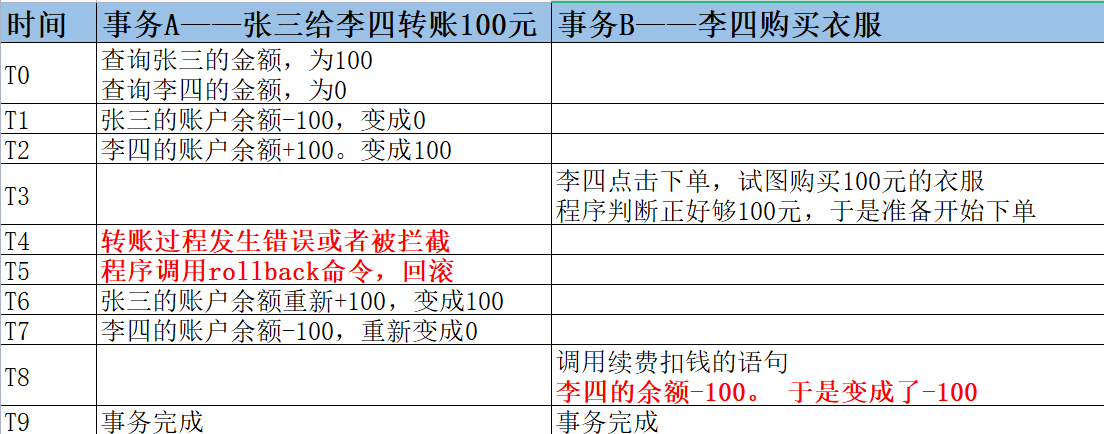 时间 事务A——张三给李四转账100元 事务B——李四购买衣服
T0 查询张三的金额，为100
查询李四的金额，为0
T1 张三的账户余额-100，变成0
T2 李四的账户余额+100。变成100
T3 李四点击下单，试图购买100元的衣服
程序判断正好够100元，于是准备开始下单
T4 转账过程发生错误或者被拦截
T5 程序调用rollback命令，回滚
T6 张三的账户余额重新+100，变成100
T7 李四的账户余额-100，重新变成0
T8 调用续费扣钱的语句
李四的余额-100。 于是变成了-100
T9 事务完成 事务完成